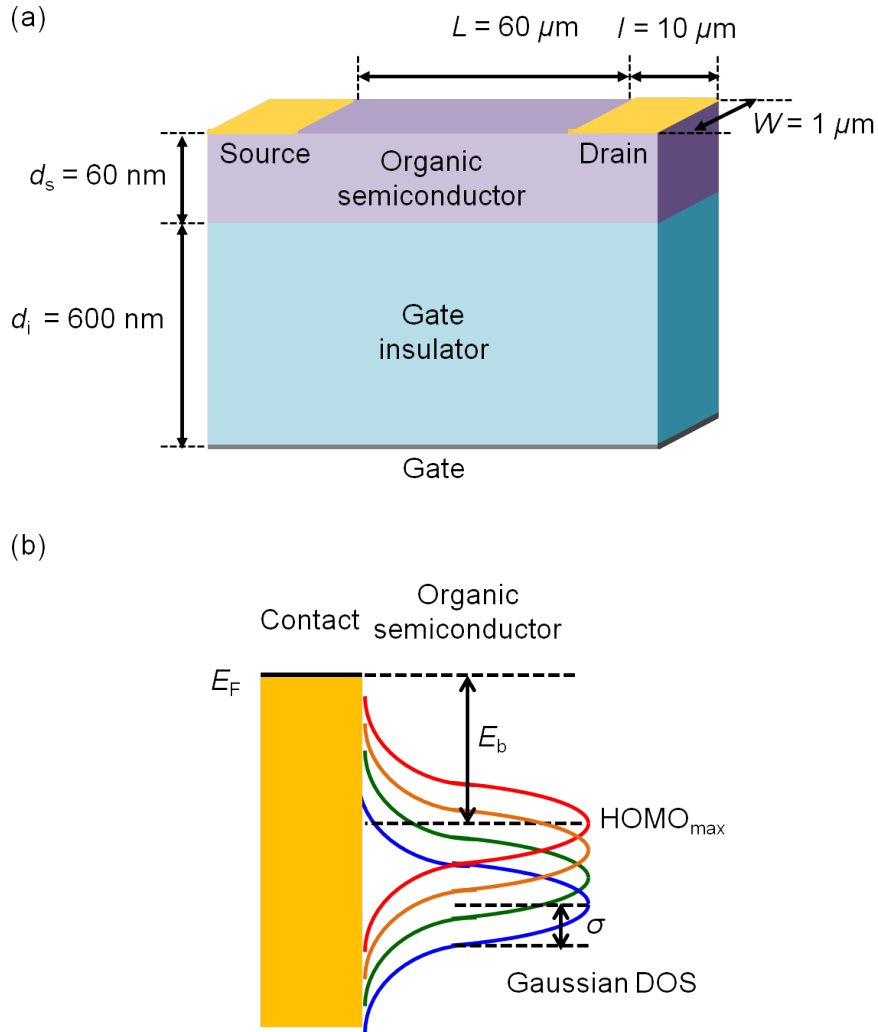 (a)
L = 60 µm
l = 10 µm
W = 1 µm
Source
Drain
Organic
semiconductor
ds = 60 nm
di = 600 nm
Gate
insulator
Gate
(b)
Contact
Organic
semiconductor
EF
Eb
HOMOmax
σ
Gaussian DOS